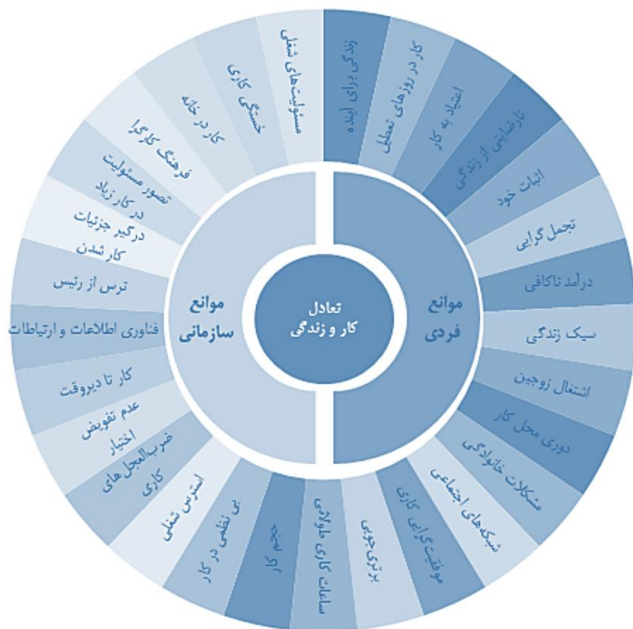 تعادل
کار و زندگی
موانع
فردی
موانع
سازمانی
زندگی برای آینده
کار در روزهای تعطیل
اعتیاد به کار
نارضایتی از زندگی
اثبات خود
تجمل گرایی
درآمد ناکافی
سبک زندگی
اشتغال زوجین
دوری محل کار
مشکلات خانوادگی
شبکه‌های اجتماعی
موفقیت گرایی کاری
برتری جویی
ساعات کاری طولانی
بی نظمی در کار
استرس شغلی
ضرب‌العجل‌های
کاری
عدم تفویض
اختیار
کار تا دیروقت
فناوری اطلاعات و ارتباطات
ترس از رئیس
درگیر جزئیات
کار شدن
تصور مسئولیت
در کار زیاد
فرهنگ کارگرا
کار در خانه
خستگی کاری
مسئولیت‌های شغلی